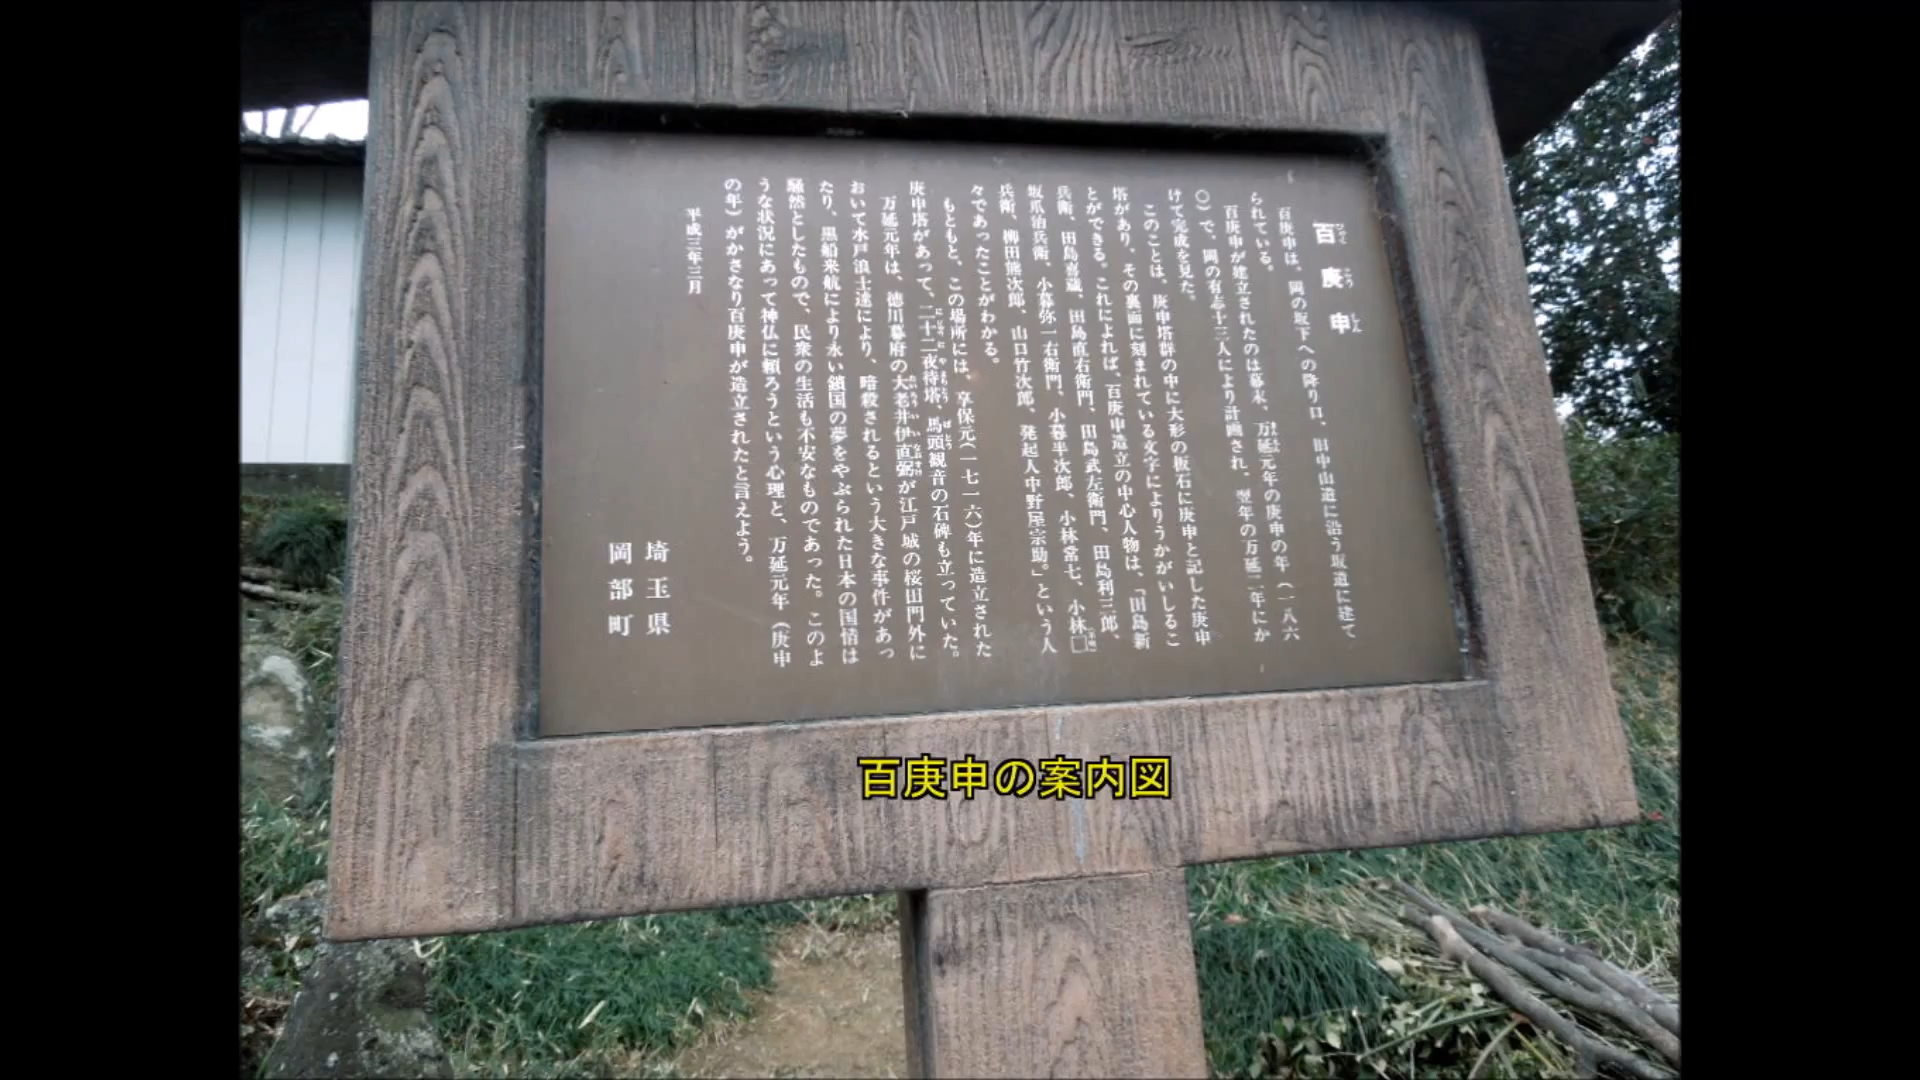 百庚申
百庚申は、岡の坂下への降り口、旧中山道に沿う坂道に建て
られている。
百庚申が建立されたのは幕末、万延元年の庚申の年(一八六
〇)で、岡の有志十三人により計画され、翌年の万延二年にか
けて完成を見た。
このことは、庚申塔群の中に大形の板石に庚申と記した庚申
塔があり、その裏面に刻まれている文字によりうかがいしるこ
とができる。これによれば、百庚申造立の中心人物は、「田島新
兵衛、田島喜蔵、田島直右衛門、田島武左衛門、田島利三郎、
坂爪治兵衛、小暮弥一右衛門、小暮半次郎、小林常七、小林□
兵衛、柳田熊次郎、山口竹次郎、発起人中野屋宗助。」という人
々であったことがわかる。
もともと、この場所には、享保元(一七一六)年に造立された
庚申塔があって、二十二夜待塔、馬頭観音の石碑も立っていた。
万延元年は、徳川幕府の大老井伊直弼が江戸城の桜田門外に
おいて水戸浪士達により、暗殺されるという大きな事件があっ
たり、黒船来航により永い鎖国の夢をやぶられた日本の国情は
騒然としたもので、民衆の生活も不安なものであった。このよ
うな状況にあって神仏に頼ろうという心理と、万延元年(庚申
の年)がかさなり百庚申が造立されたと言えよう。
平成三年三月
埼玉県
岡部町
百庚申の案内図